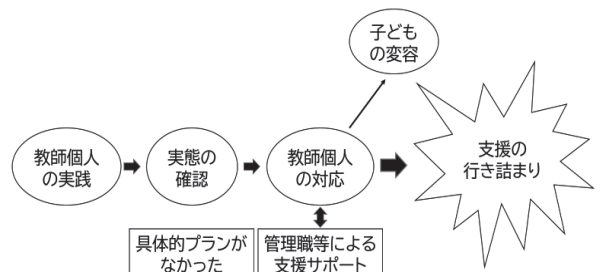 子ども
の変容
教師個人
の実践
実態の
確認
教師個人
の対応
支援の
行き詰まり
具体的プランが
なかった
管理職等による
支援サポート